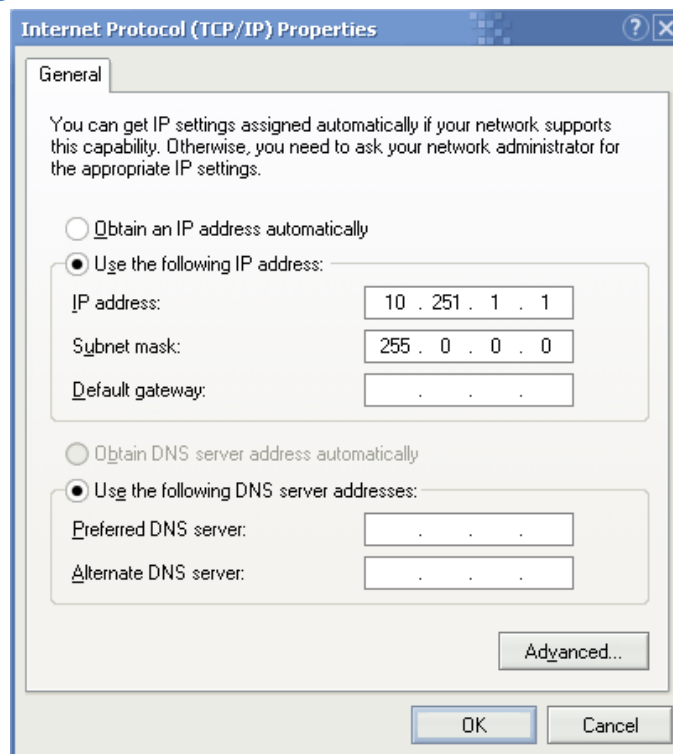 Internet Protocol (TCP/IP) Properties
General
You can get IP settings assigned automatically if your network supports
this capability. Otherwise, you need to ask your network administrator for
the appropriate IP settings.
Obtain an IP address automatically
Use the following IP address:
IP address: 10 . 251 . 1 . 1
Subnet mask: 255 . 0 . 0 . 0
Default gateway: . . .
Obtain DNS server address automatically
Use the following DNS server addresses:
Preferred DNS server: . . .
Alternate DNS server: . . .
Advanced...
OK Cancel